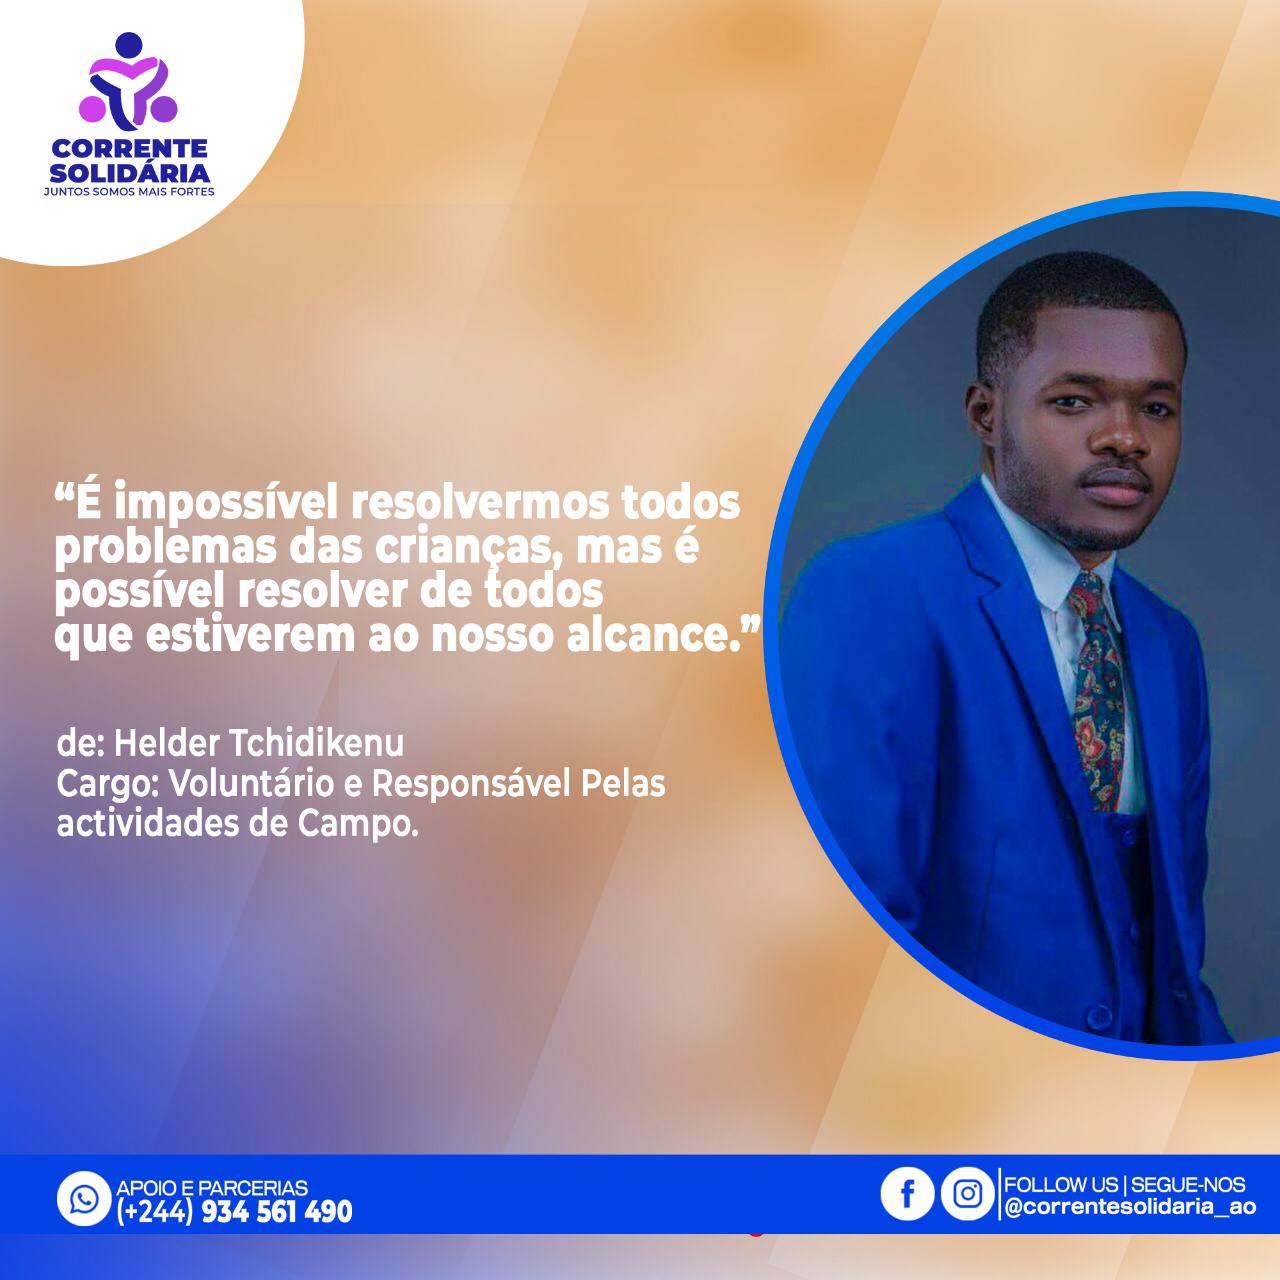 CORRENTE
SOLIDÁRIA
JUNTOS SOMOS MAIS FORTES
“É impossível resolvermos todos
problemas das crianças, mas é
possível resolver de todos
que estiverem ao nosso alcance.”
de: Helder Tchidikenu
Cargo: Voluntário e Responsável Pelas
actividades de Campo.
APOIO E PARCERIAS
(+244) 934 561 490
FOLLOW US | SEGUE-NOS
@correntesolidaria_ao